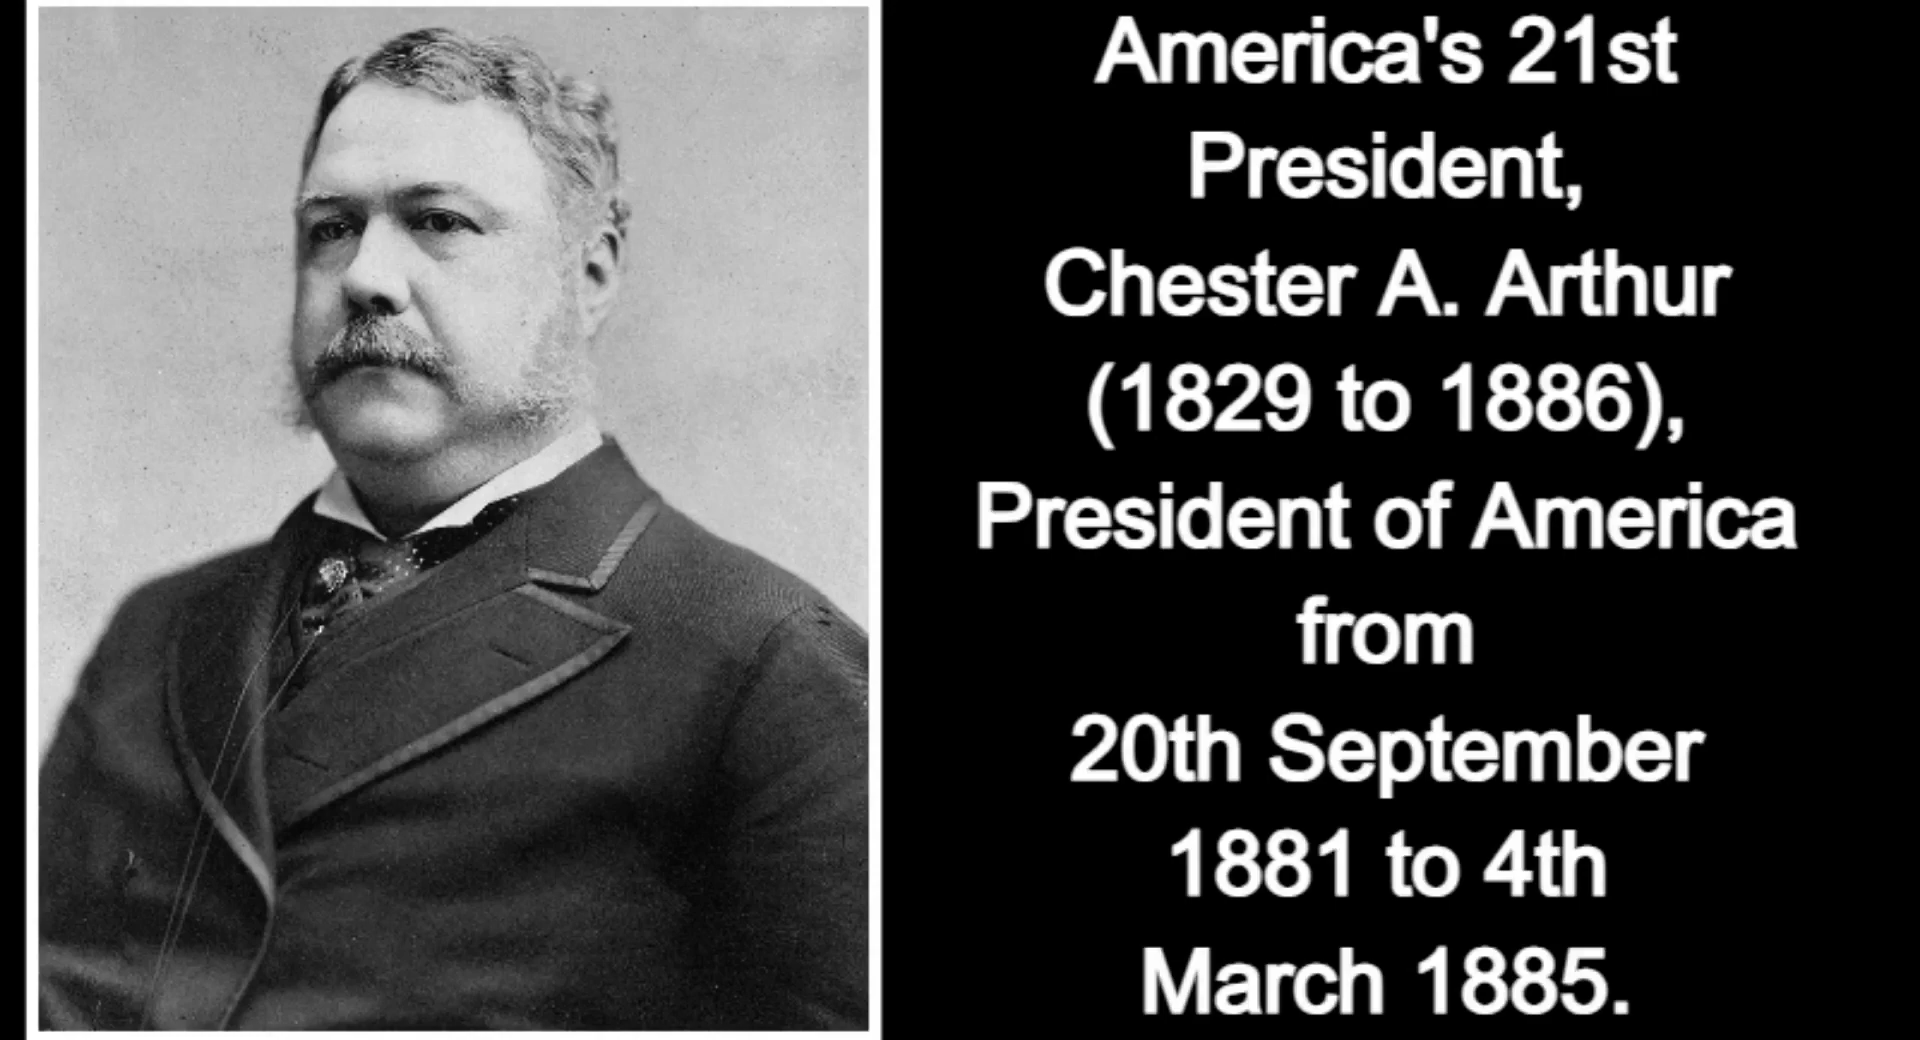 America's 21st
President,
Chester A. Arthur
(1829 to 1886),
President of America
from
20th September
1881 to 4th
March 1885.